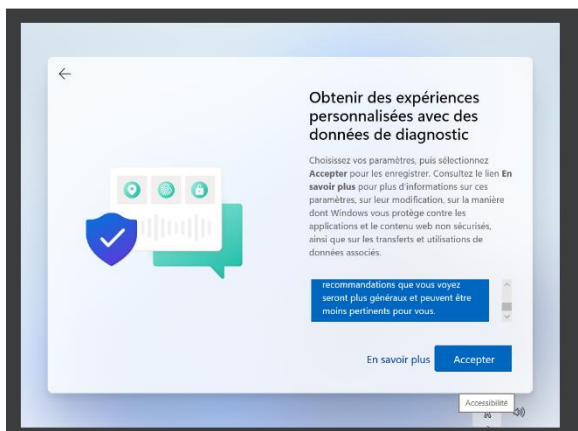 Obtenir des expériences
personnalisées avec des
données de diagnostic
Choisissez vos paramètres, puis sélectionnez
Accepter pour les enregistrer. Consultez le lien En
savoir plus pour plus d'informations sur ces
paramètres, sur leur modification, sur la manière
dont Windows vous protège contre les
applications et le contenu web non sécurisés,
ainsi que sur les transferts et utilisations de
données associés.
recommandations que vous voyez
seront plus généraux et peuvent être
moins pertinents pour vous.
En savoir plus
Accepter
Accessibilité